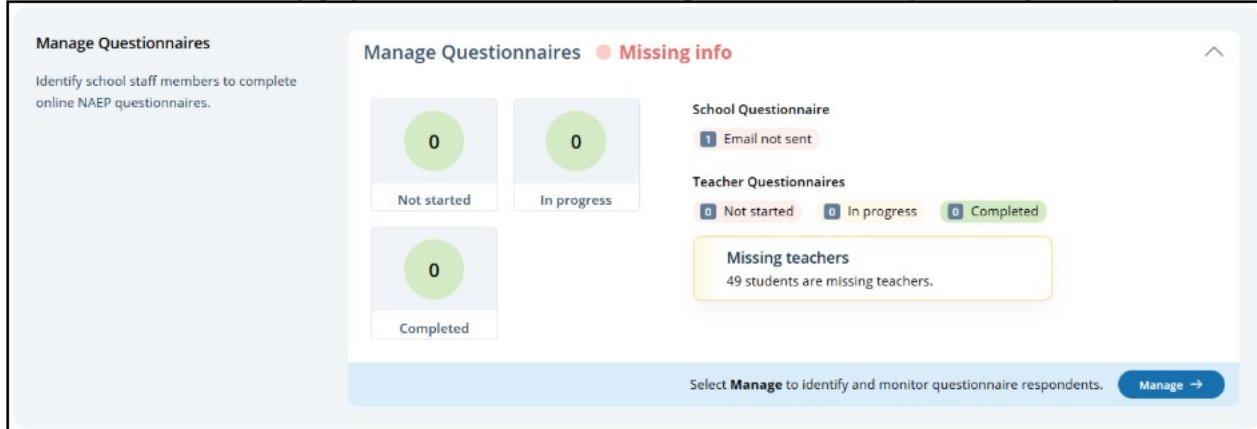 Manage Questionnaires
Identify school staff members to complete
online NAEP questionnaires.
Manage Questionnaires Missing info
0
Not started
0
In progress
0
Completed
School Questionnaire
1 Email not sent
Teacher Questionnaires
0 Not started 0 In progress 0 Completed
Missing teachers
49 students are missing teachers.
Select Manage to identify and monitor questionnaire respondents. Manage →